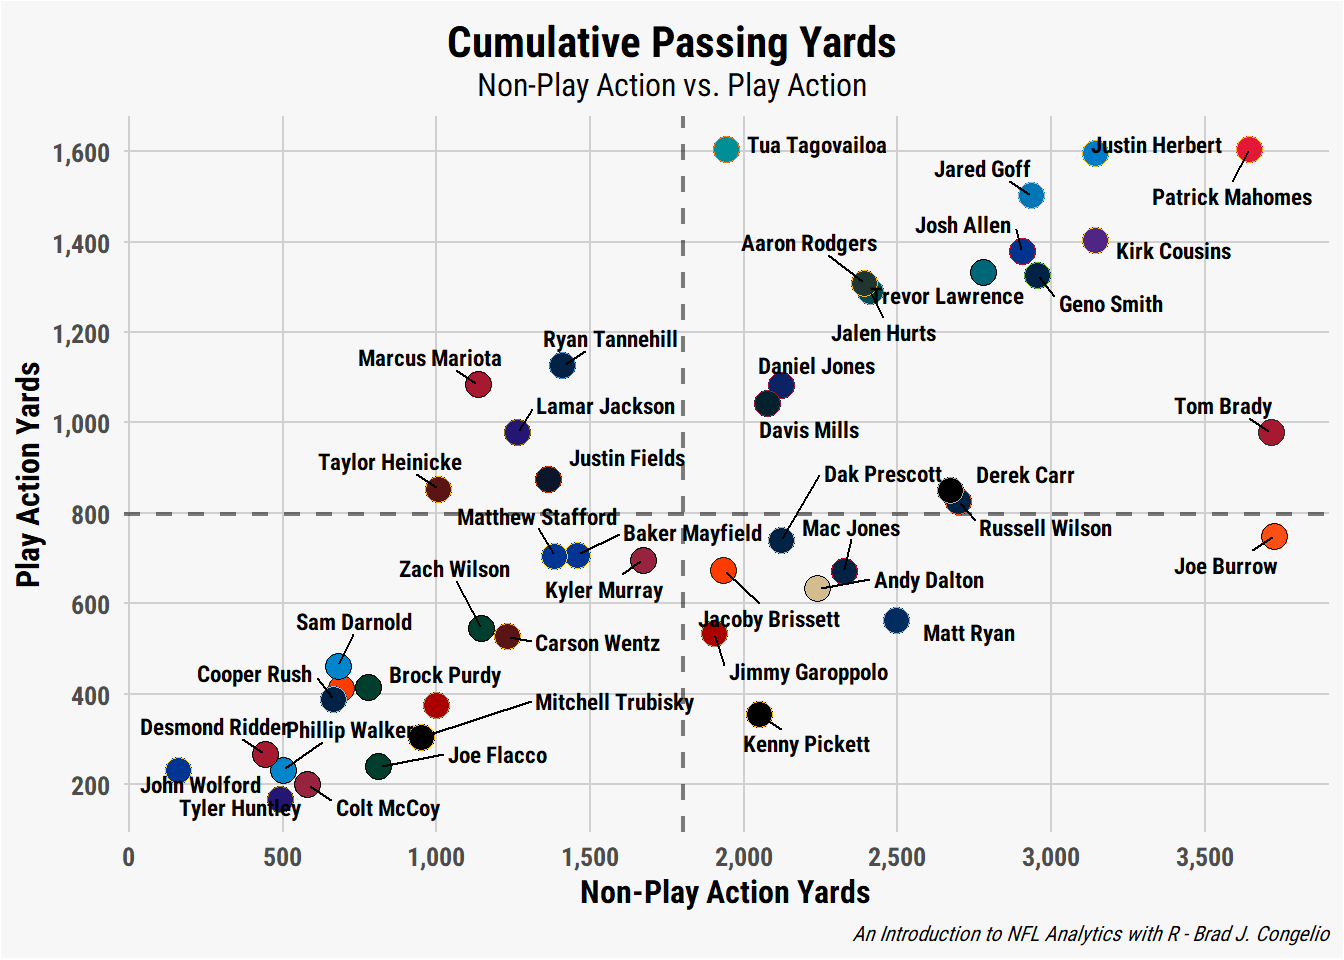 Cumulative Passing Yards
Non-Play Action vs. Play Action
Play Action Yards
1,600
1,400
1,200
1,000
800
600
400
200
Tua Tagovailoa
Justin Herbert
Jared Goff
Patrick Mahomes
Josh Allen
Aaron Rodgers
Kirk Cousins
Trevor Lawrence
Geno Smith
Jalen Hurts
Ryan Tannehill
Marcus Mariota
Daniel Jones
Lamar Jackson
Tom Brady
Davis Mills
Justin Fields
Taylor Heinicke
Dak Prescott
Derek Carr
Matthew Stafford
Baker Mayfield
Mac Jones
Russell Wilson
Zach Wilson
Kyler Murray
Andy Dalton
Joe Burrow
Sam Darnold
Jacoby Brissett
Carson Wentz
Matt Ryan
Cooper Rush
Brock Purdy
Jimmy Garoppolo
Mitchell Trubisky
Desmond Ridder
Phillip Walker
Kenny Pickett
Joe Flacco
John Wolford
Tyler Huntley
Colt McCoy
0
500
1,000
1,500
2,000
2,500
3,000
3,500
Non-Play Action Yards
An Introduction to NFL Analytics with R - Brad J. Congelio